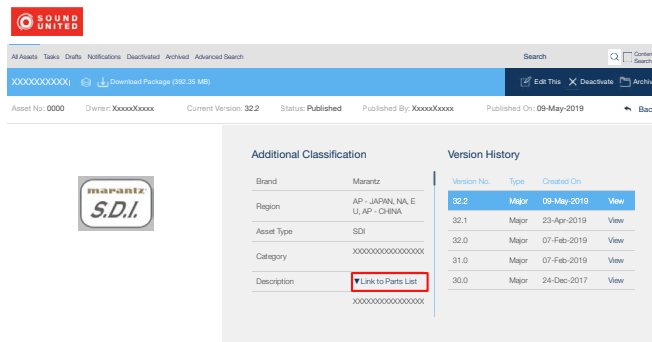 SOUND
UNITED
All Assets Tasks Drafts Notifications Deactivated Archived Advanced Search
Search
Conten
Search
XXXXXXXXXX) Download Package (392.35 MB)
Edit This Deactivate Archiv
Asset No: 0000 Owner: XxxxxXxxxx Current Version: 32.2 Status: Published Published By: XxxxxXxxxx Published On: 09-May-2019 Bac
marantz
S.D.I.
Additional Classification
Brand Marantz
Region AP - JAPAN, NA, E
U, AP - CHINA
Asset Type SDI
Category XXXXXXXXXXXXXXX
Description ▼Link to Parts List
XXXXXXXXXXXXXXX
Version History
Version No. Type Created On
32.2 Major 09-May-2019 View
32.1 Major 23-Apr-2019 View
32.0 Major 07-Feb-2019 View
31.0 Major 07-Feb-2019 View
30.0 Major 24-Dec-2017 View